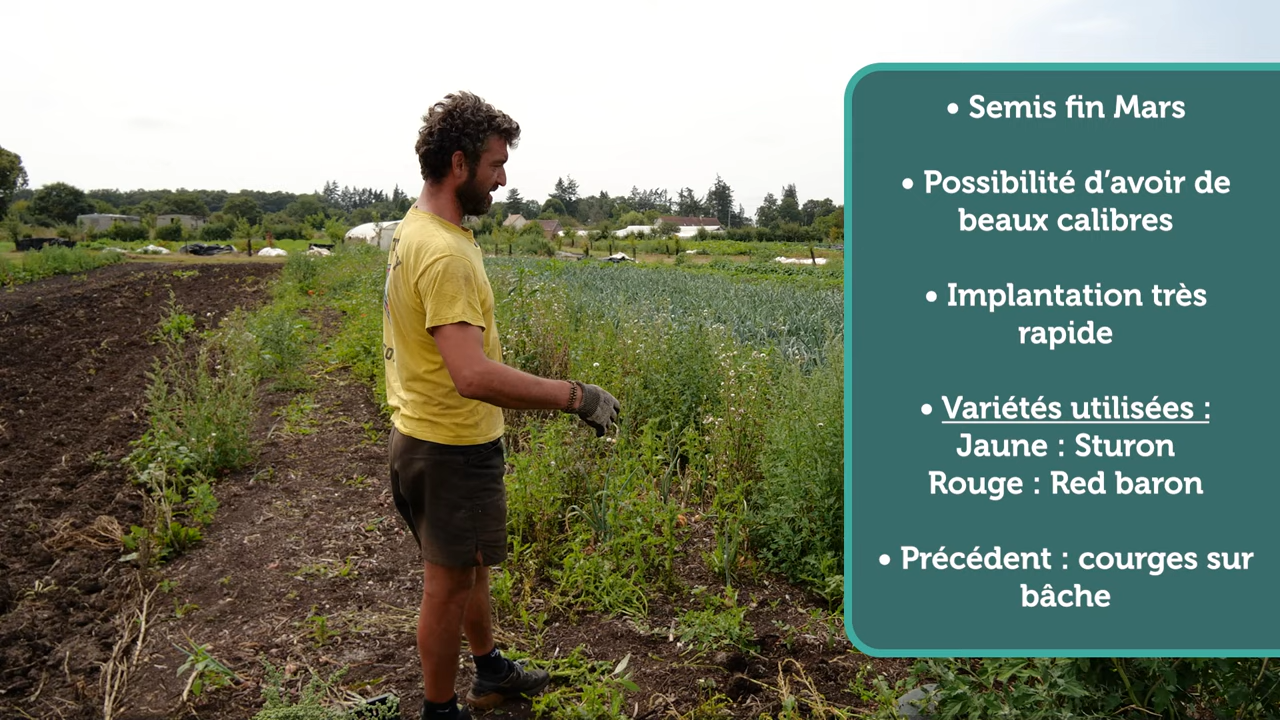 • Semis fin Mars
• Possibilité d’avoir de
beaux calibres
• Implantation très
rapide
• Variétés utilisées :
Jaune : Sturon
Rouge : Red baron
• Précédent : courges sur
bâche